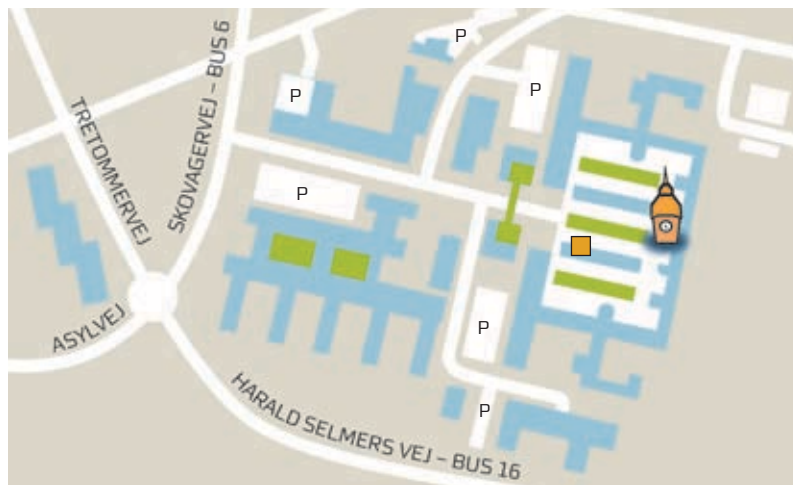 P
SKOVAGERVEJ – BUS 6
P
P
TRETOMMERVEJ
P
ASYLVEJ
P
HARALD SELMERS VEJ – BUS 16
P